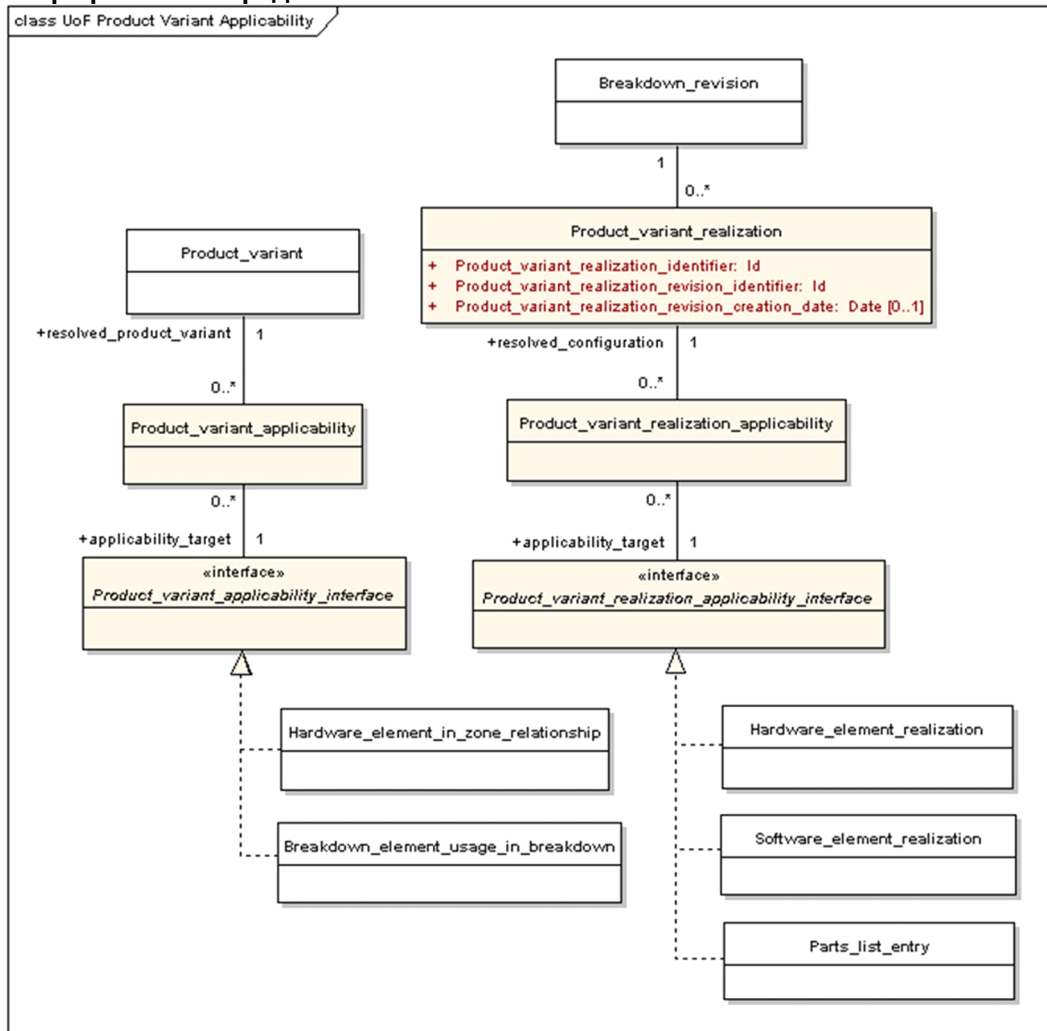 class UoF Product Variant Applicability
Breakdown_revision
1
0..*
Product_variant_realization
+ Product_variant_realization_identifier: Id
+ Product_variant_realization_revision_identifier: Id
+ Product_variant_realization_revision_creation_date: Date [0..1]
Product_variant
+resolved_product_variant 1
0..*
+resolved_configuration 1
0..*
Product_variant_applicability
Product_variant_realization_applicability
0..*
+applicability_target 1
0..*
+applicability_target 1
«interface»
Product_variant_applicability_interface
«interface»
Product_variant_realization_applicability_interface
Hardware_element_in_zone_relationship
Breakdown_element_usage_in_breakdown
Hardware_element_realization
Software_element_realization
Parts_list_entry